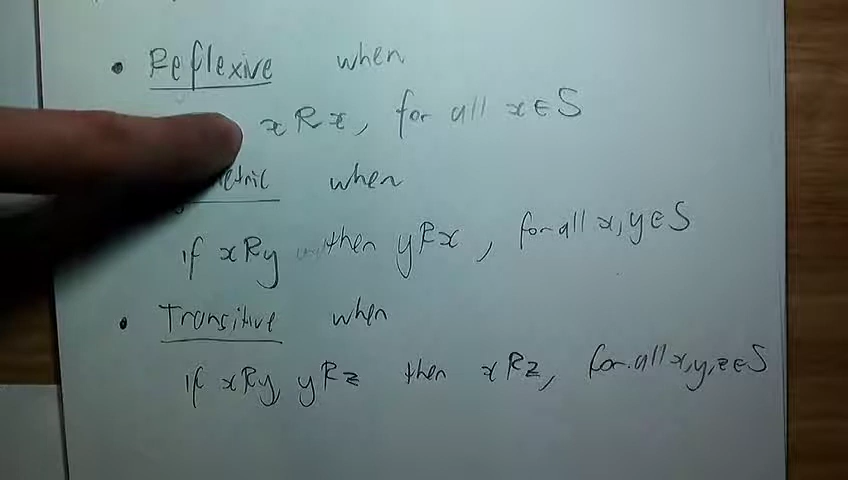 • Reflexive when
xRx, for all x∈S
when
if xRy then yRx, for all x,y∈S
• Transitive when
if xRy, yRz then xRz, for all x,y,z∈S